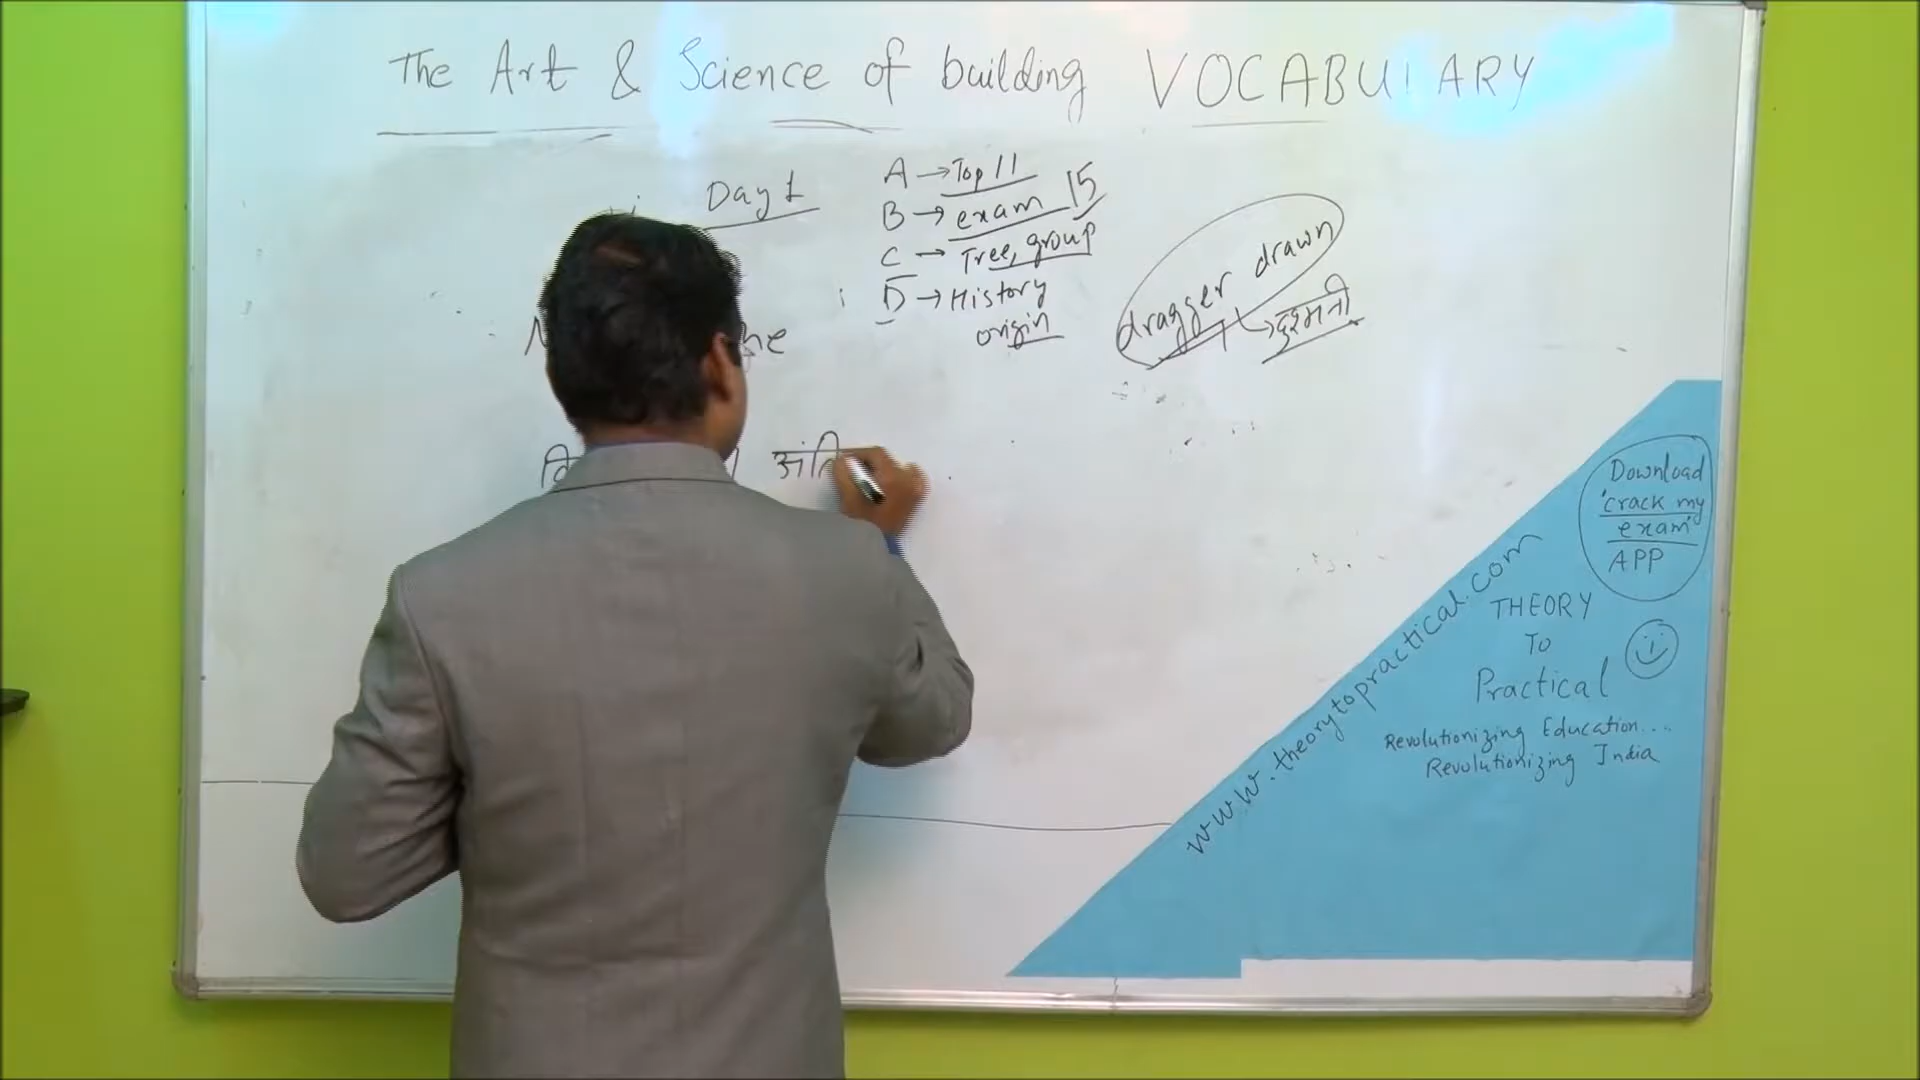 The Art & Science of building VOCABULARY
Day 1
A → Top 11
B → exam 15
C → Tree, group
D → History
origin
dragger drawn
→ दुश्मनी
Download
'crack my
exam'
APP
www.theorytopractical.com
THEORY
To
Practical
Revolutionizing Education....
Revolutionizing India